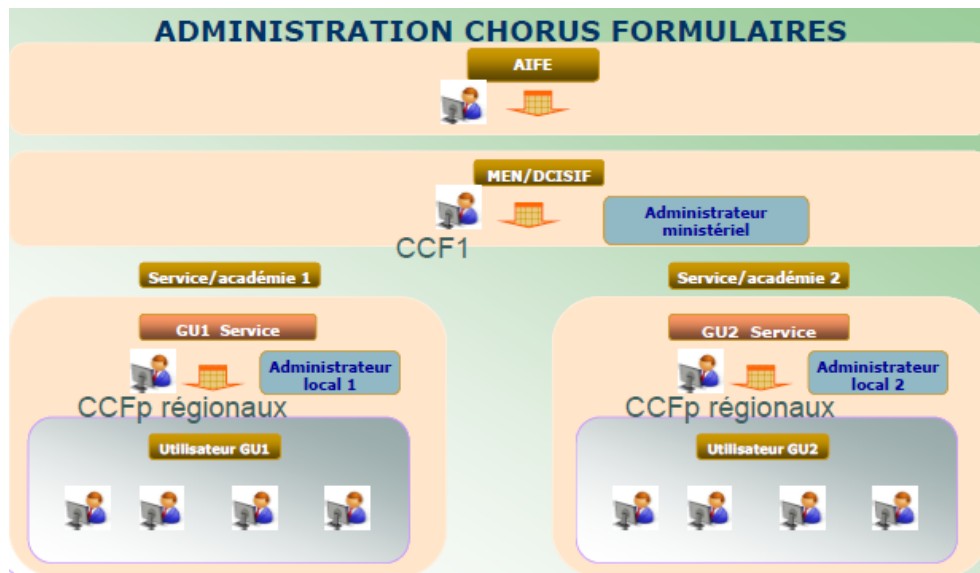 ADMINISTRATION CHORUS FORMULAIRES
AIFE
MEN/DCISIF
Administrateur
ministériel
CCF1
Service/académie 1
Service/académie 2
GU1 Service
GU2 Service
Administrateur
local 1
Administrateur
local 2
CCFp régionaux
CCFp régionaux
Utilisateur GU1
Utilisateur GU2